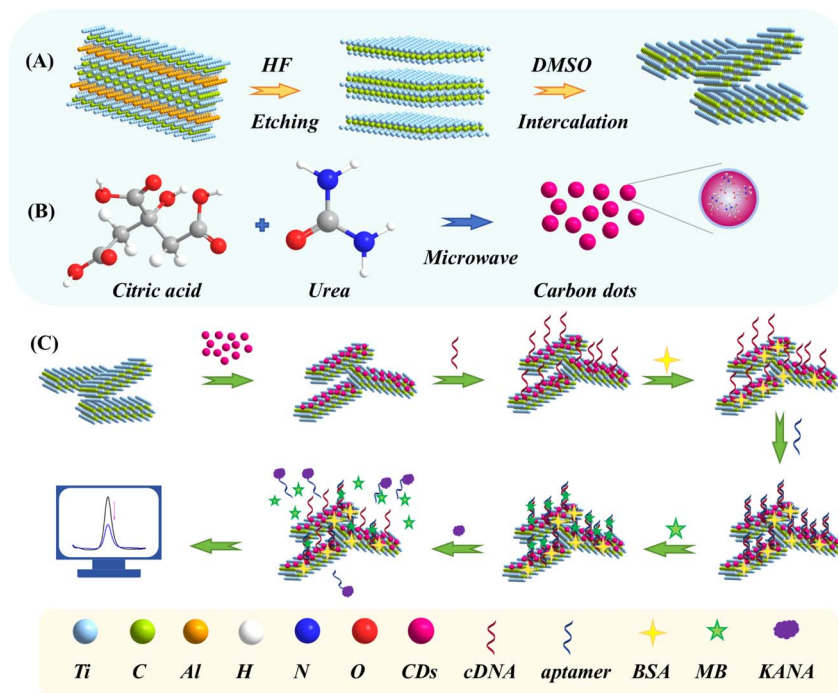 (A)
HF
Etching
DMSO
Intercalation
(B)
Citric acid
Urea
Microwave
Carbon dots
(C)
Ti C Al H N O CDs cDNA aptamer BSA MB KANA